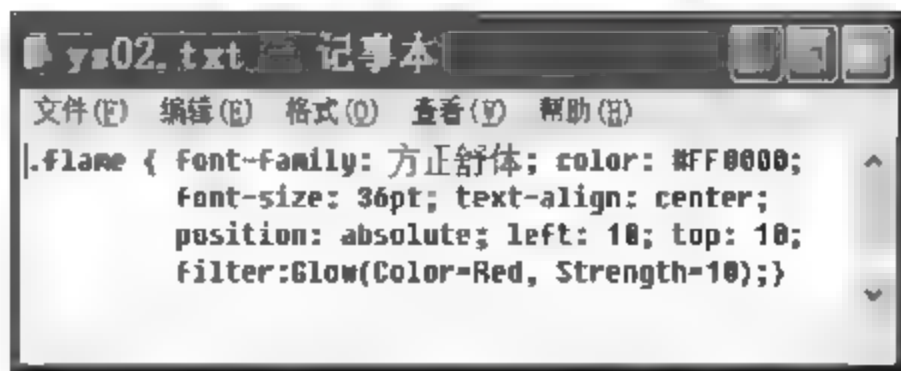 ys02.txt 记事本
文件(F) 编辑(E) 格式(O) 查看(V) 帮助(H)
.flame { font-family: 方正舒体; color: #FF0000;
font-size: 36pt; text-align: center;
position: absolute; left: 10; top: 10;
filter:Glow(Color=Red, Strength=10);}